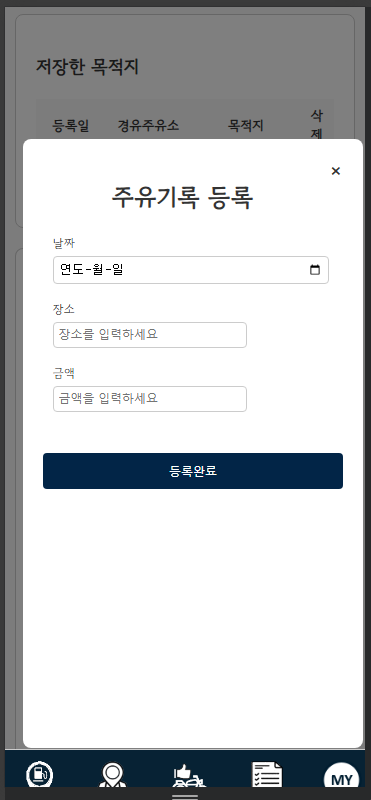 저장한 목적지
등록일 경유주유소 목적지 삭
제
×
주유기록 등록
날짜
연도-월-일
장소
장소를 입력하세요
금액
금액을 입력하세요
등록완료
MY